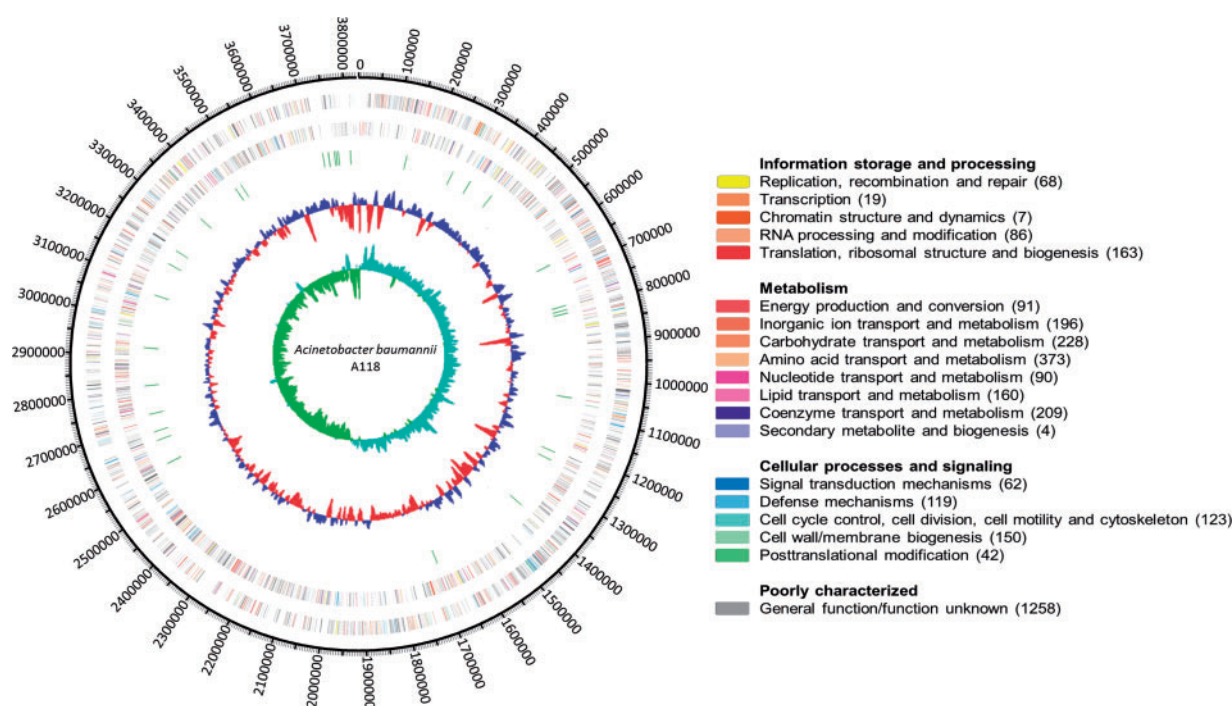 0
100000
200000
300000
400000
500000
600000
700000
800000
900000
1000000
1100000
1200000
1300000
1400000
1500000
1600000
1700000
1800000
1900000
2000000
2100000
2200000
2300000
2400000
2500000
2600000
2700000
2800000
2900000
3000000
3100000
3200000
3300000
3400000
3500000
3600000
3700000
3800000
Acinetobacter baumannii
A118
Information storage and processing
Replication, recombination and repair (68)
Transcription (19)
Chromatin structure and dynamics (7)
RNA processing and modification (86)
Translation, ribosomal structure and biogenesis (163)
Metabolism
Energy production and conversion (91)
Inorganic ion transport and metabolism (196)
Carbohydrate transport and metabolism (228)
Amino acid transport and metabolism (373)
Nucleotide transport and metabolism (90)
Lipid transport and metabolism (160)
Coenzyme transport and metabolism (209)
Secondary metabolite and biogenesis (4)
Cellular processes and signaling
Signal transduction mechanisms (62)
Defense mechanisms (119)
Cell cycle control, cell division, cell motility and cytoskeleton (123)
Cell wall/membrane biogenesis (150)
Posttranslational modification (42)
Poorly characterized
General function/function unknown (1258)